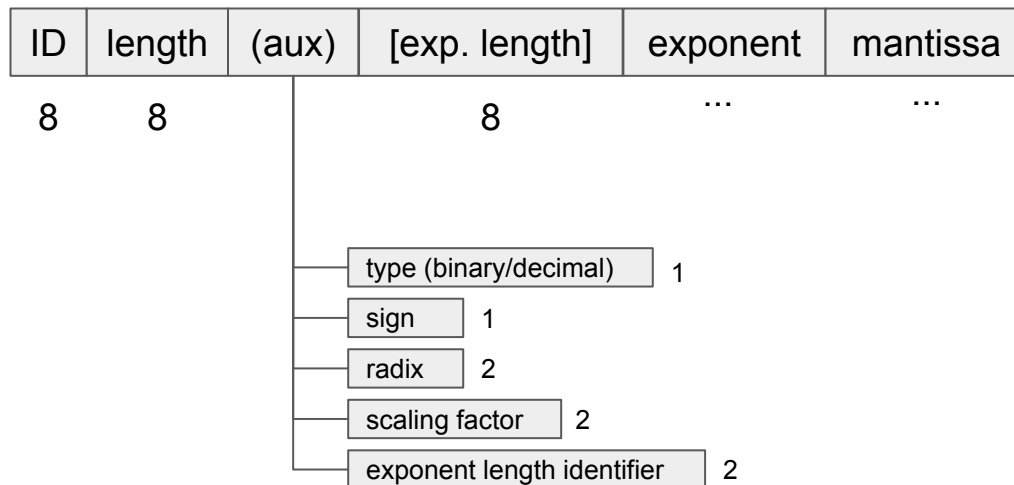 ID length (aux) [exp. length] exponent mantissa
8 8 8 ... ...
type (binary/decimal) 1
sign 1
radix 2
scaling factor 2
exponent length identifier 2